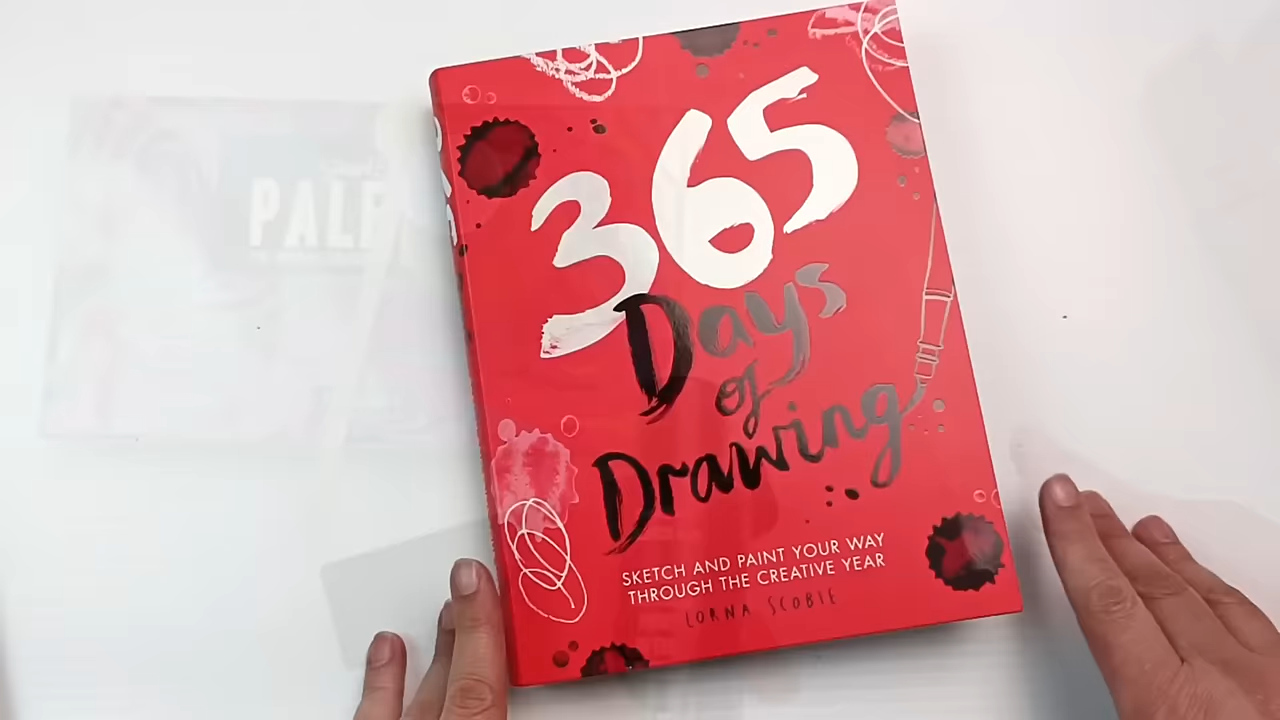 365
Days
of
Drawing
SKETCH AND PAINT YOUR WAY
THROUGH THE CREATIVE YEAR
LORNA SCOBIE